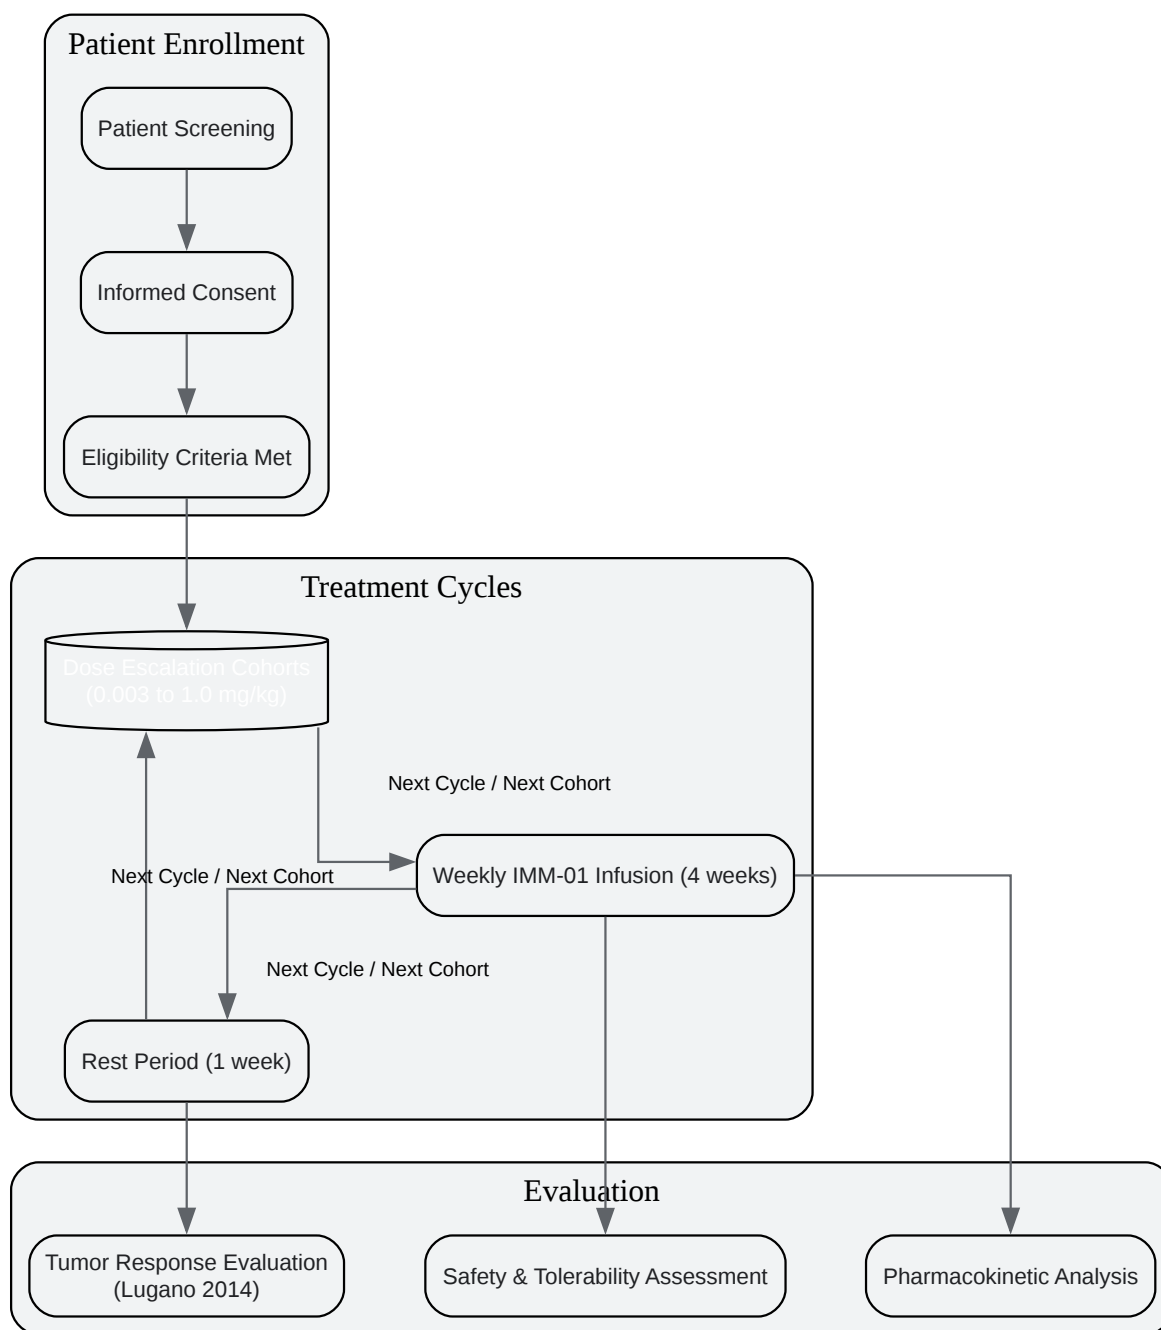 Patient Enrollment
Patient Screening
Informed Consent
Eligibility Criteria Met
Treatment Cycles
Dose Escalation Cohorts
(0.003 to 1.0 mg/kg)
Next Cycle / Next Cohort
Next Cycle / Next Cohort
Weekly IMM-01 Infusion (4 weeks)
Next Cycle / Next Cohort
Rest Period (1 week)
Evaluation
Tumor Response Evaluation
(Lugano 2014)
Safety & Tolerability Assessment
Pharmacokinetic Analysis